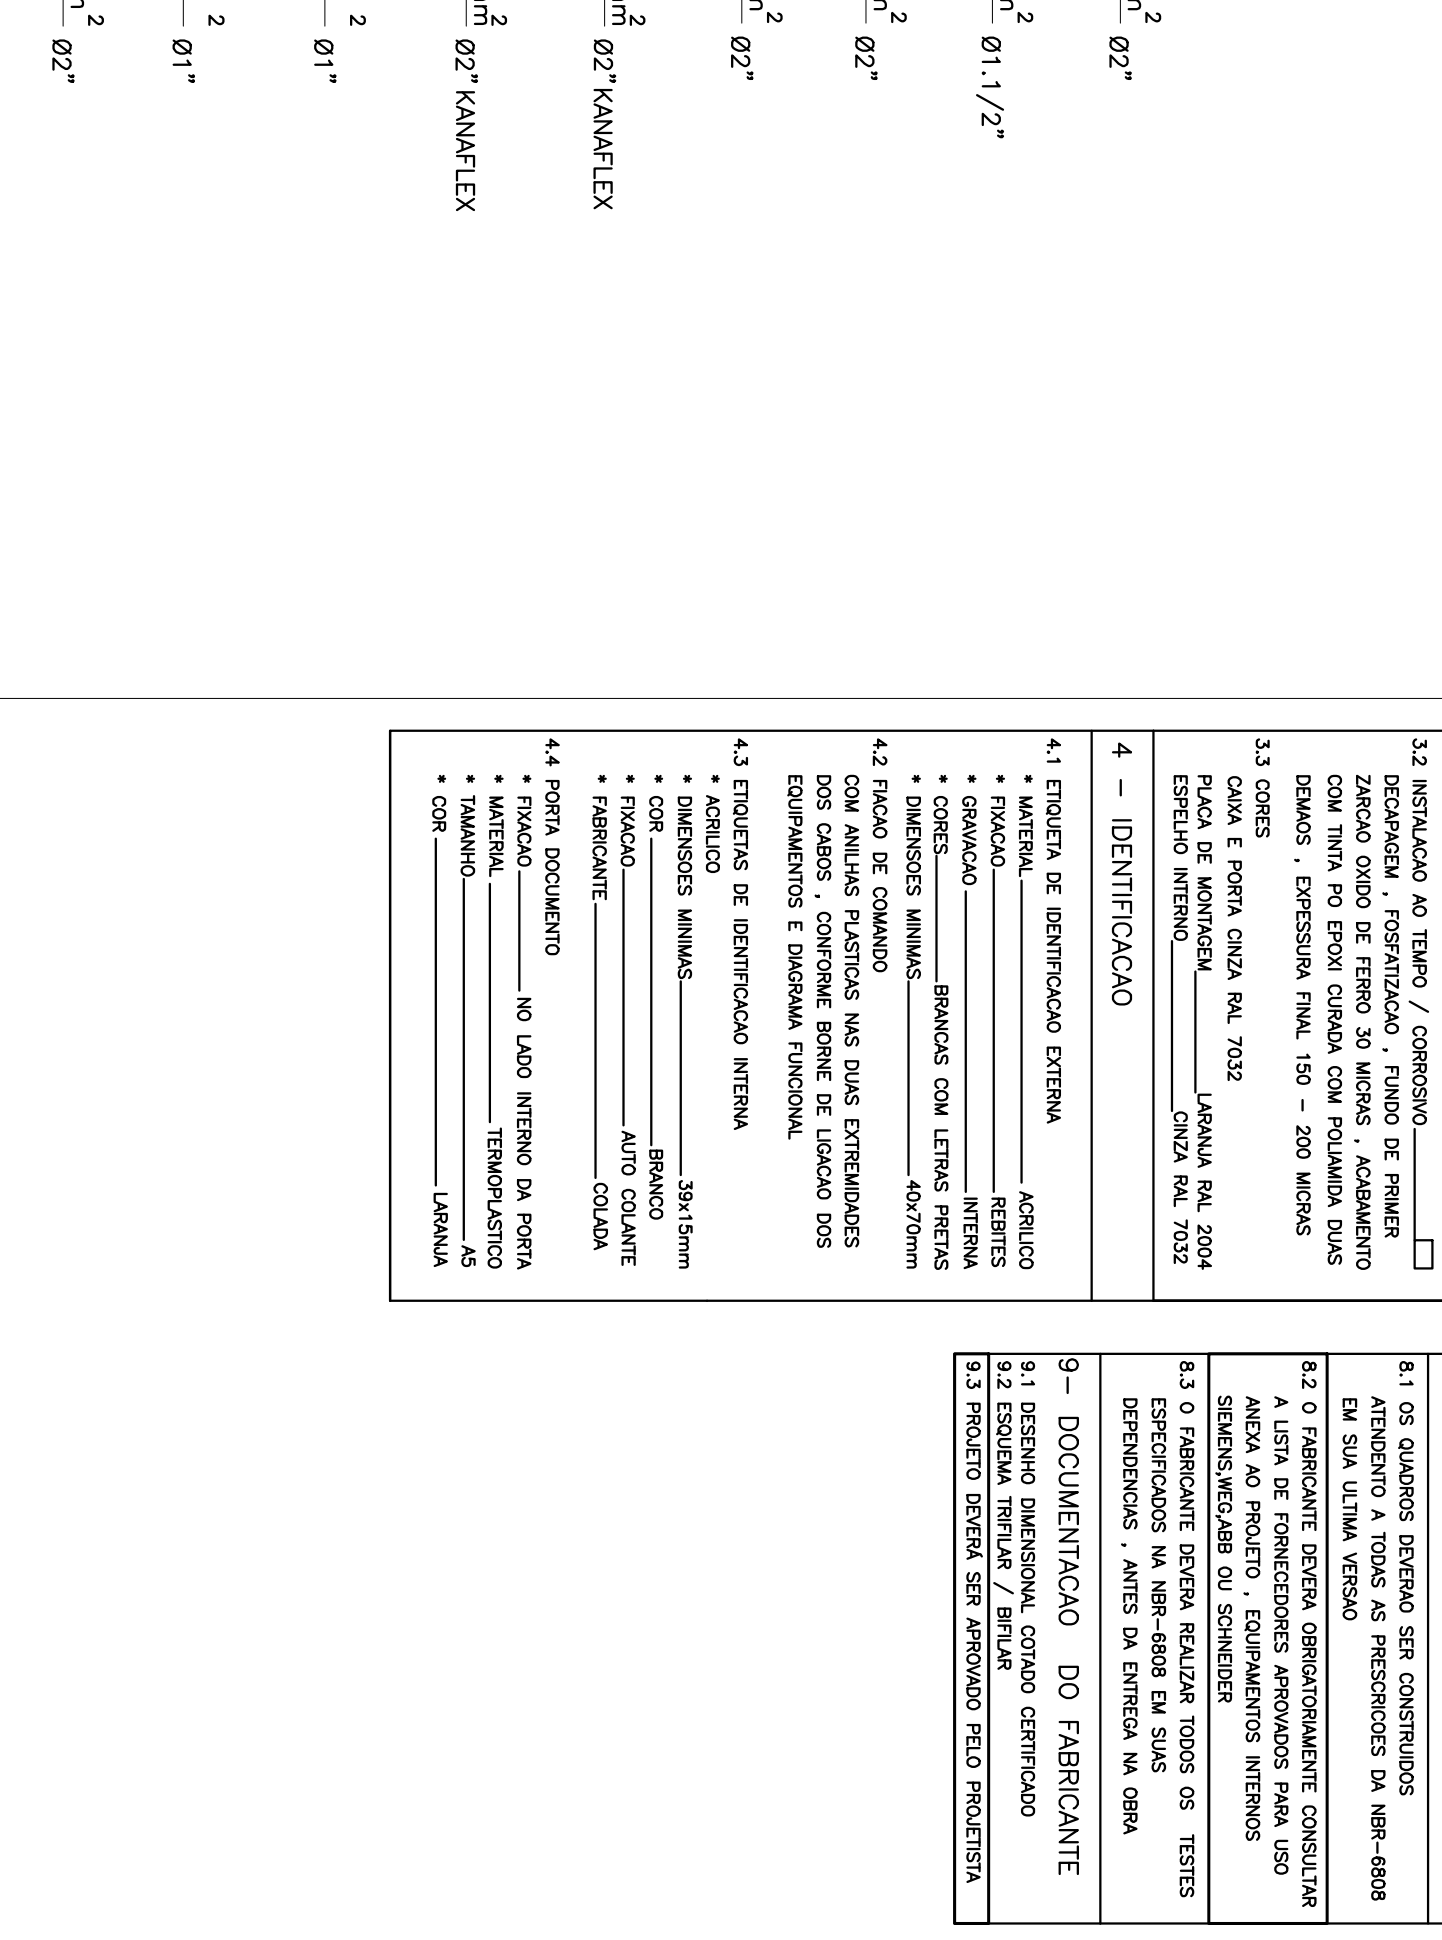 ² Ø2"
² Ø1.1/2"
² Ø2"
² Ø2"
m² Ø2"KANAFLEX
m² Ø2"KANAFLEX
² Ø1"
² Ø1"
² Ø2"
3.2 INSTALACAO AO TEMPO / CORROSIVO
DECAPAGEM , FOSFATIZACAO , FUNDO DE PRIMER
ZARCAO OXIDO DE FERRO 30 MICRAS , ACABAMENTO
COM TINTA PO EPOXI CURADA COM POLIAMIDA DUAS
DEMAOS , EXPESSURA FINAL 150 – 200 MICRAS
3.3 CORES
CAIXA E PORTA CINZA RAL 7032
PLACA DE MONTAGEM LARANJA RAL 2004
ESPELHO INTERNO CINZA RAL 7032
4 – IDENTIFICACAO
4.1 ETIQUETA DE IDENTIFICACAO EXTERNA
* MATERIAL ACRILICO
* FIXACAO REBITES
* GRAVACAO INTERNA
* CORES BRANCAS COM LETRAS PRETAS
* DIMENSOES MINIMAS 40x70mm
4.2 FIACAO DE COMANDO
COM ANILHAS PLASTICAS NAS DUAS EXTREMIDADES
DOS CABOS , CONFORME BORNE DE LIGACAO DOS
EQUIPAMENTOS E DIAGRAMA FUNCIONAL
4.3 ETIQUETAS DE IDENTIFICACAO INTERNA
* ACRILICO
* DIMENSOES MINIMAS 39x15mm
* COR BRANCO
* FIXACAO AUTO COLANTE
* FABRICANTE COLADA
4.4 PORTA DOCUMENTO
* FIXACAO NO LADO INTERNO DA PORTA
* MATERIAL TERMOPLASTICO
* TAMANHO A5
* COR LARANJA
8.1 OS QUADROS DEVERAO SER CONSTRUIDOS
ATENDENTO A TODAS AS PRESCRICOES DA NBR–6808
EM SUA ULTIMA VERSAO
8.2 O FABRICANTE DEVERA OBRIGATORIAMENTE CONSULTAR
A LISTA DE FORNECEDORES APROVADOS PARA USO
ANEXA AO PROJETO , EQUIPAMENTOS INTERNOS
SIEMENS,WEG,ABB OU SCHNEIDER
8.3 O FABRICANTE DEVERA REALIZAR TODOS OS TESTES
ESPECIFICADOS NA NBR–6808 EM SUAS
DEPENDENCIAS , ANTES DA ENTREGA NA OBRA
9– DOCUMENTACAO DO FABRICANTE
9.1 DESENHO DIMENSIONAL COTADO CERTIFICADO
9.2 ESQUEMA TRIFILAR / BIFILAR
9.3 PROJETO DEVERÁ SER APROVADO PELO PROJETISTA